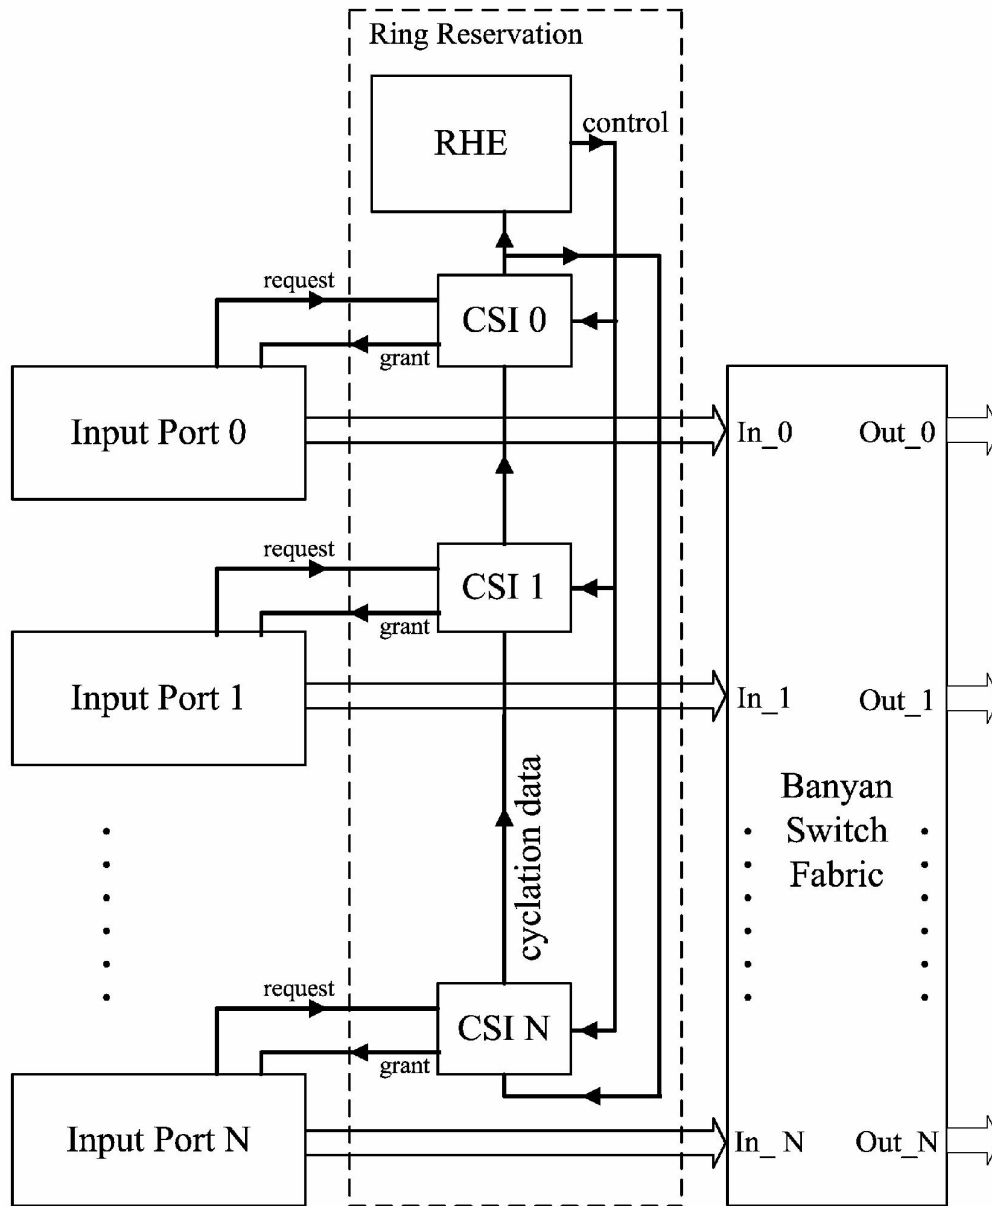 Ring Reservation
RHE
control
request
CSI 0
grant
Input Port 0
In_0
Out_0
request
CSI 1
grant
Input Port 1
In_1
Out_1
cyclation data
Banyan
Switch
Fabric
request
CSI N
grant
Input Port N
In_ N
Out_N